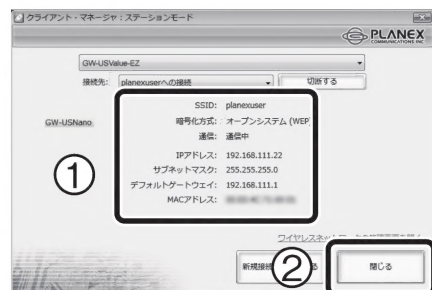 クライアント・マネージャ：ステーションモード
PLANEX
COMMUNICATIONS INC.
GW-USValue-EZ
接続先: planexuserへの接続 切断する
GW-USNano
SSID: planexuser
暗号化方式: オープンシステム (WEP)
通信: 通信中
IPアドレス: 192.168.111.22
サブネットマスク: 255.255.255.0
デフォルトゲートウェイ: 192.168.111.1
MACアドレス:
①
ワイヤレスネット
新規接続 る ② 閉じる